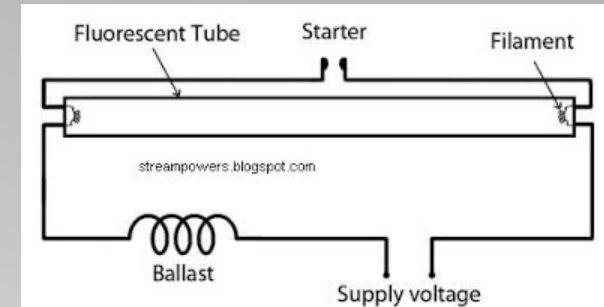 Fluorescent Tube
Starter
Filament
streampowers.blogspot.com
Ballast
Supply voltage